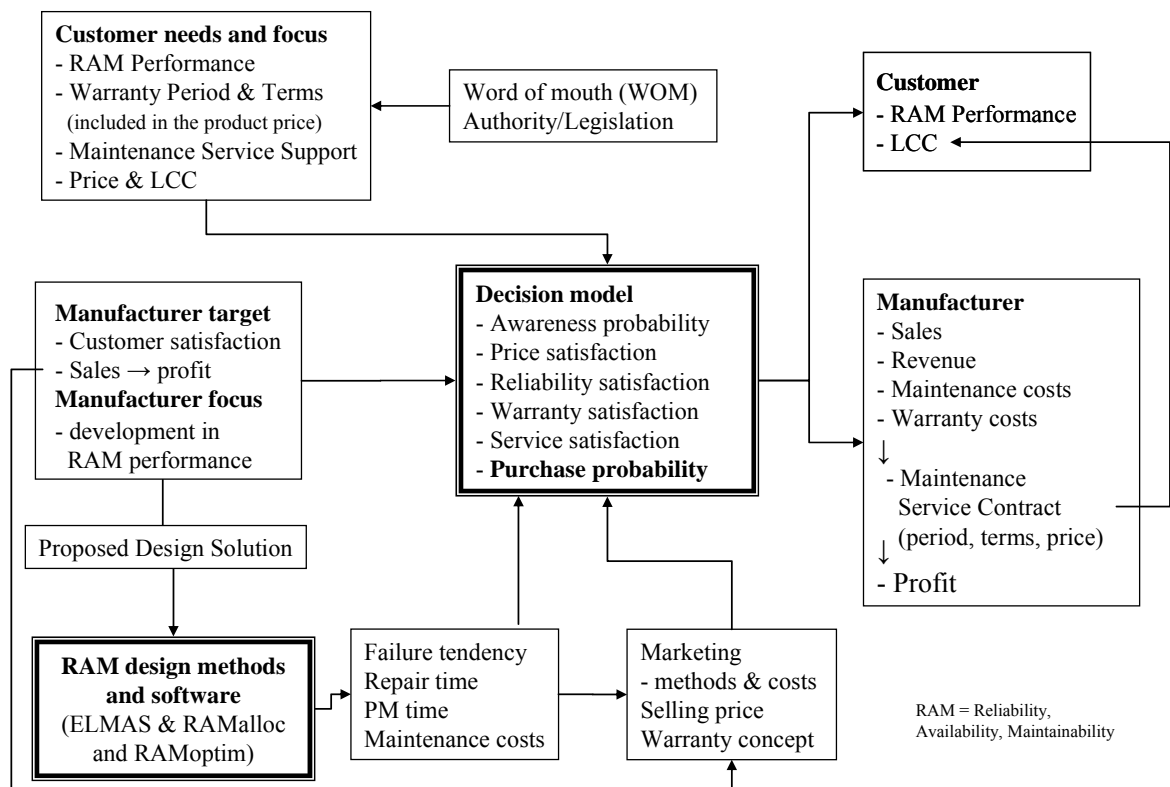 Customer needs and focus
- RAM Performance
- Warranty Period & Terms
(included in the product price)
- Maintenance Service Support
- Price & LCC
Word of mouth (WOM)
Authority/Legislation
Customer
- RAM Performance
- LCC
Manufacturer target
- Customer satisfaction
- Sales → profit
Manufacturer focus
- development in
RAM performance
Decision model
- Awareness probability
- Price satisfaction
- Reliability satisfaction
- Warranty satisfaction
- Service satisfaction
- Purchase probability
Manufacturer
- Sales
- Revenue
- Maintenance costs
- Warranty costs
↓
- Maintenance
Service Contract
(period, terms, price)
↓
- Profit
Proposed Design Solution
RAM design methods
and software
(ELMAS & RAMalloc
and RAMoptim)
Failure tendency
Repair time
PM time
Maintenance costs
Marketing
- methods & costs
Selling price
Warranty concept
RAM = Reliability,
Availability, Maintainability